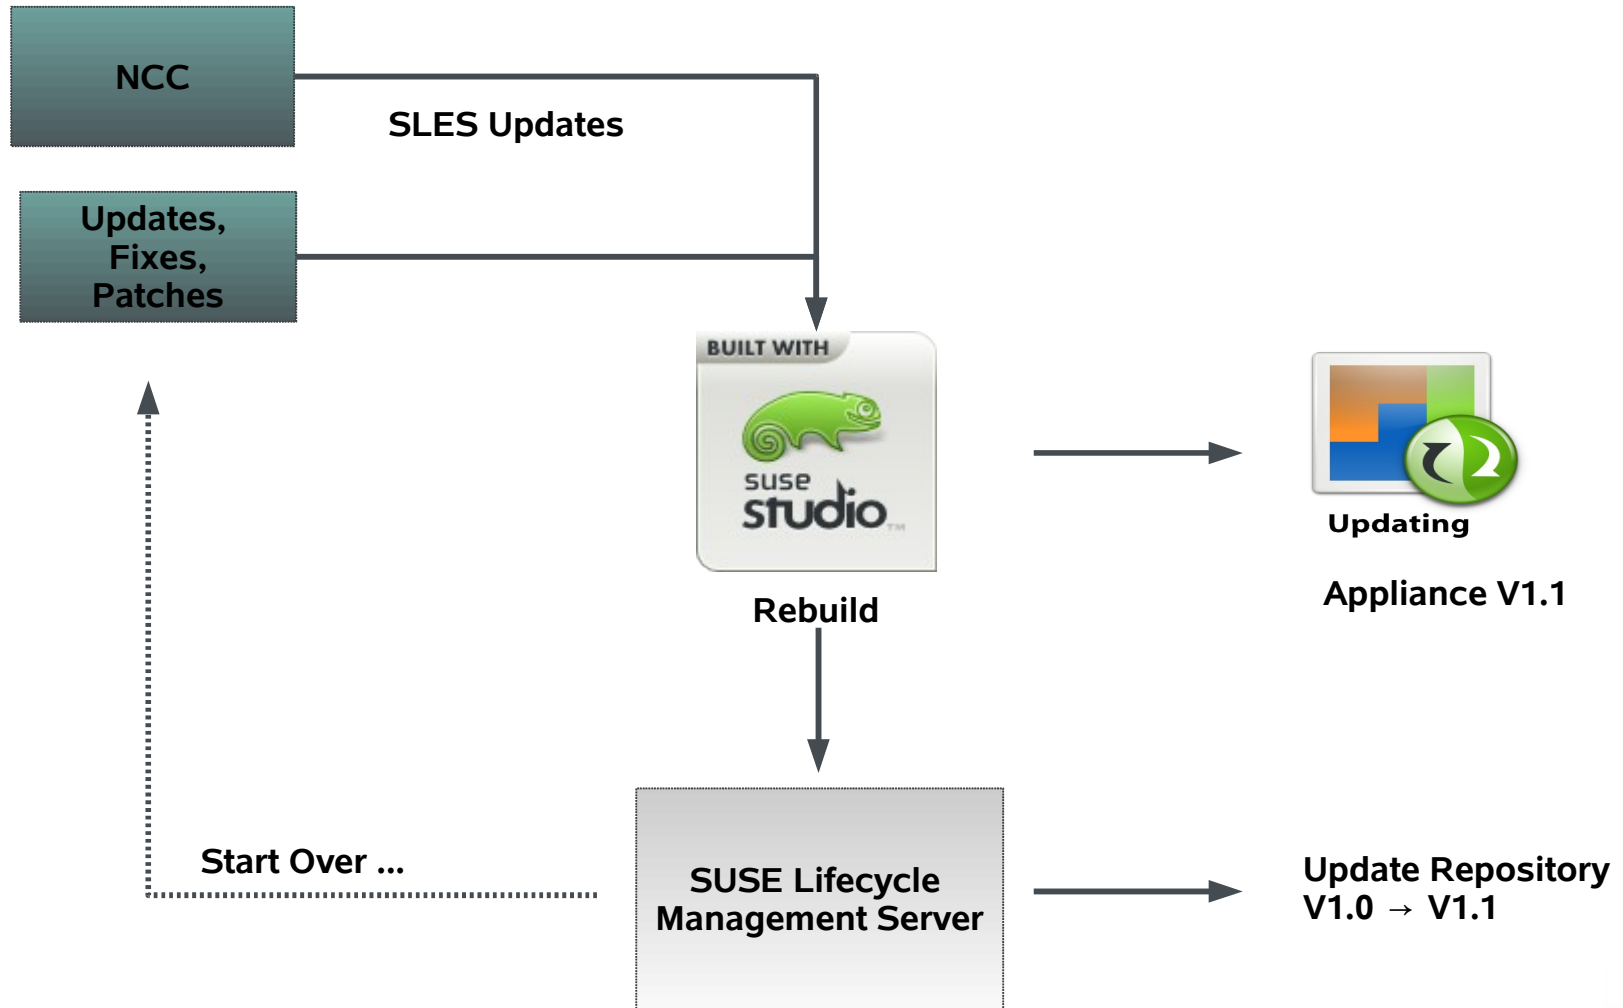 NCC
SLES Updates
Updates,
Fixes,
Patches
BUILT WITH
suse
studio™
Updating
Rebuild
Appliance V1.1
Start Over ...
SUSE Lifecycle
Management Server
Update Repository
V1.0 → V1.1